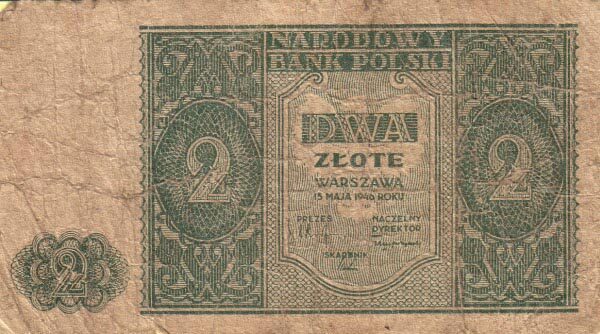 NARODOWY
BANK POLSKI
2
DWA
2
ZŁOTE
WARSZAWA
15 MAJA 1946 ROKU
PREZES
NACZELNY
DYREKTOR
SKARBNIK
2